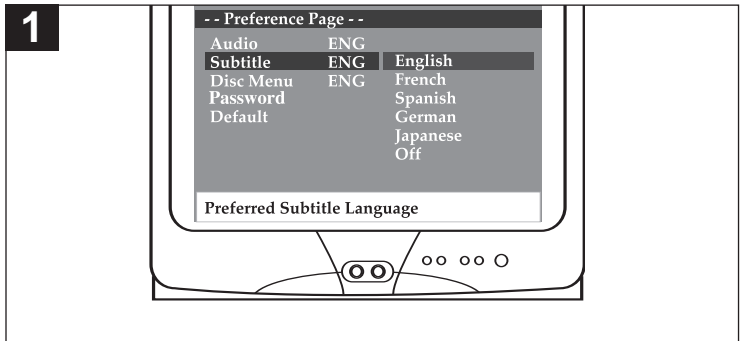 1
- - Preference Page - -
Audio ENG
Subtitle ENG English
Disc Menu ENG French
Password Spanish
Default German
Japanese
Off
Preferred Subtitle Language